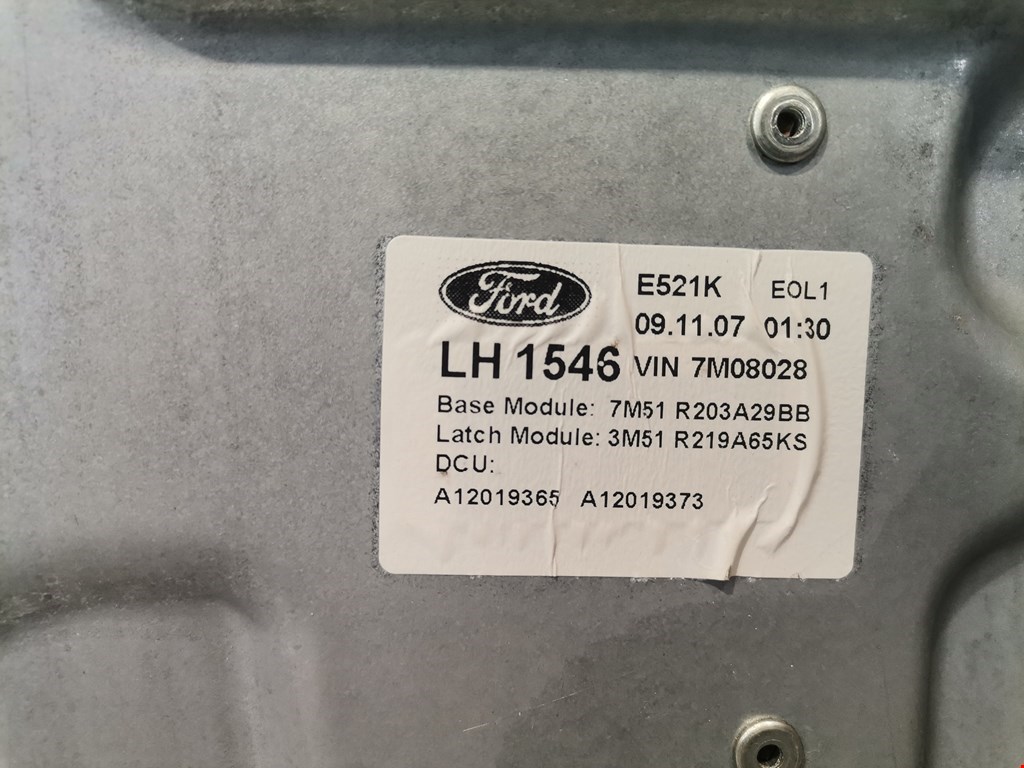 Ford
E521K EOL1
09.11.07 01:30
LH 1546 VIN 7M08028
Base Module: 7M51 R203A29BB
Latch Module: 3M51 R219A65KS
DCU:
A12019365 A12019373